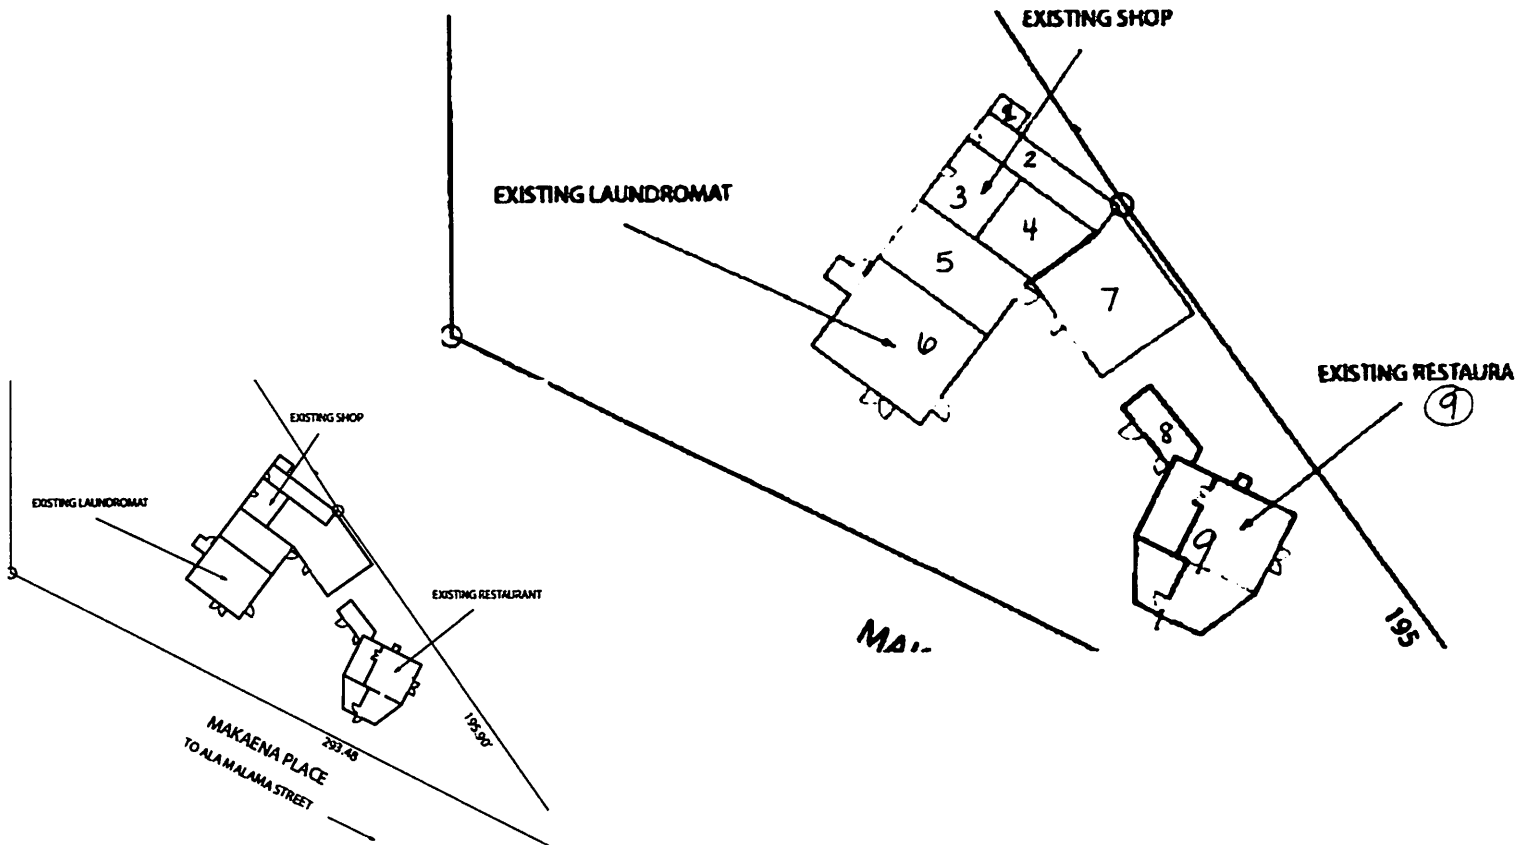 EXISTING SHOP
EXISTING LAUNDROMAT
2
3
4
5
6
7
EXISTING RESTAURA
9
8
9
195
EXISTING SHOP
EXISTING LAUNDROMAT
EXISTING RESTAURANT
195.90'
293.48
MAKAENA PLACE
TO ALA MALAMA STREET